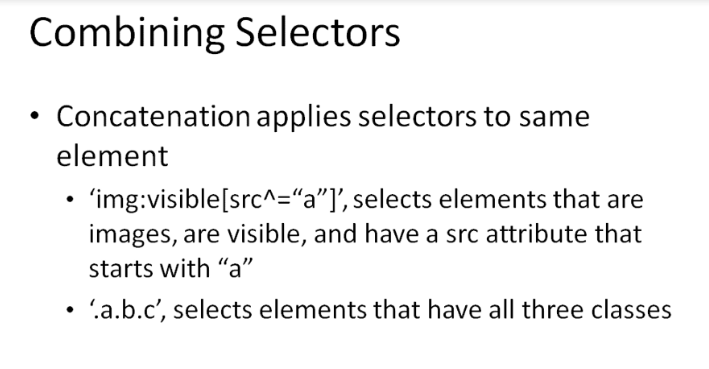 Combining Selectors
• Concatenation applies selectors to same
element
• ‘img:visible[src^=“a”]’, selects elements that are
images, are visible, and have a src attribute that
starts with “a”
• ‘.a.b.c’, selects elements that have all three classes